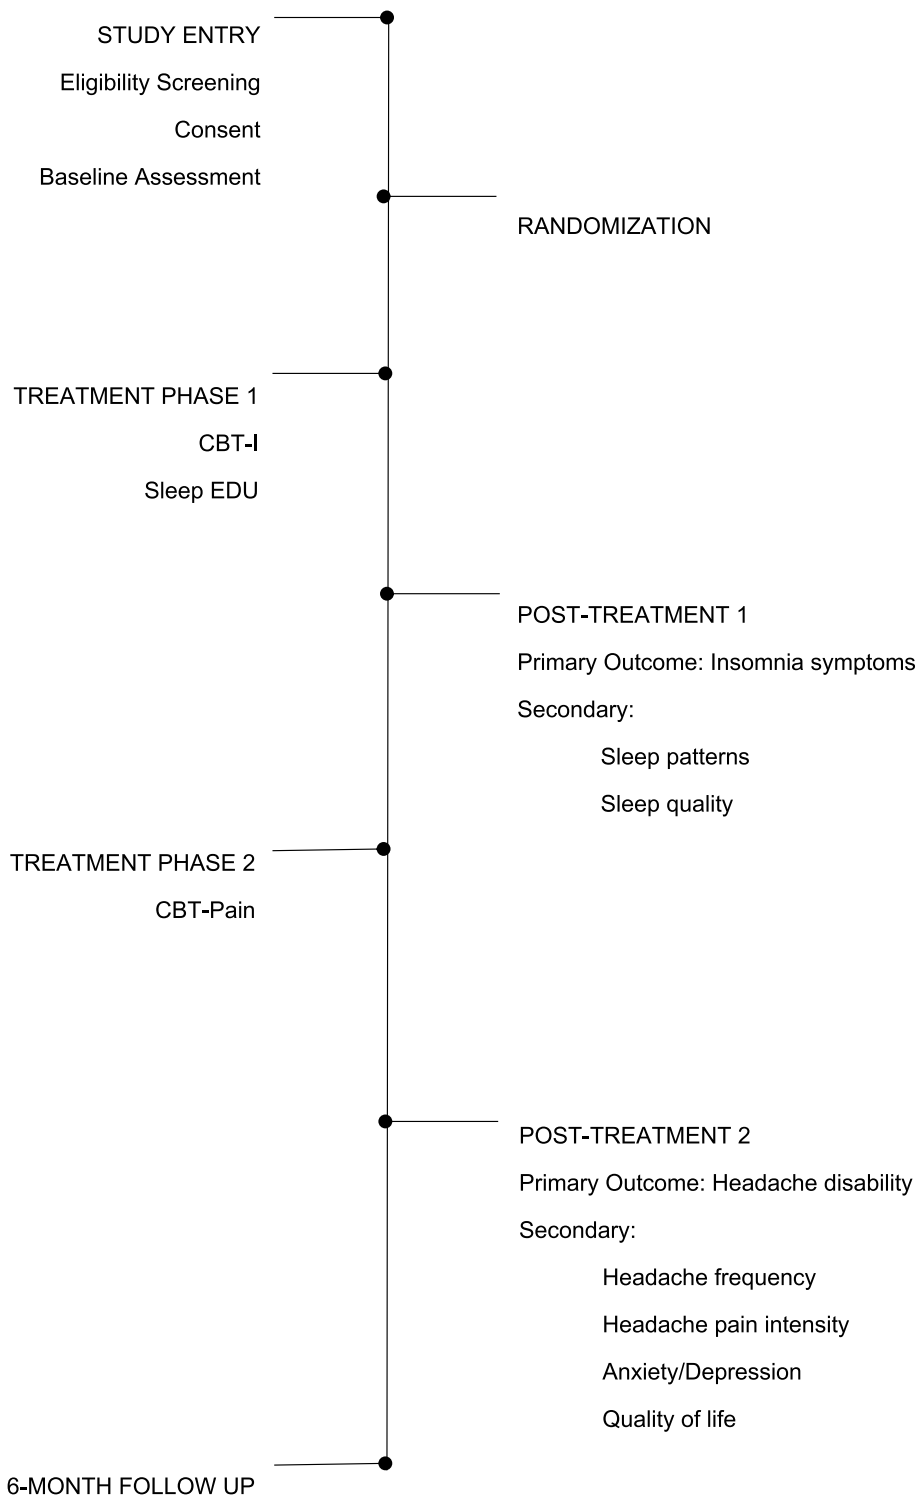 STUDY ENTRY
Eligibility Screening
Consent
Baseline Assessment
RANDOMIZATION
TREATMENT PHASE 1
CBT-I
Sleep EDU
POST-TREATMENT 1
Primary Outcome: Insomnia symptoms
Secondary:
Sleep patterns
Sleep quality
TREATMENT PHASE 2
CBT-Pain
POST-TREATMENT 2
Primary Outcome: Headache disability
Secondary:
Headache frequency
Headache pain intensity
Anxiety/Depression
Quality of life
6-MONTH FOLLOW UP